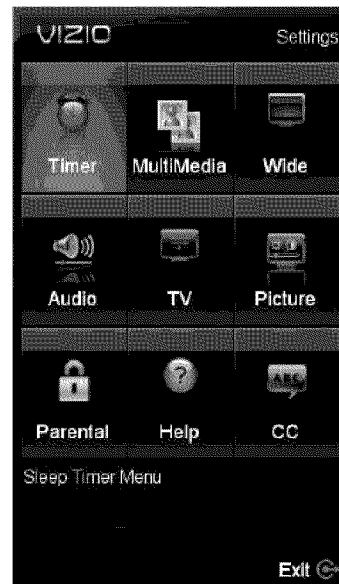 VIZIO Settings
Timer MultiMedia Wide
Audio TV Picture
Parental Help CC
Sleep Timer Menu
Exit